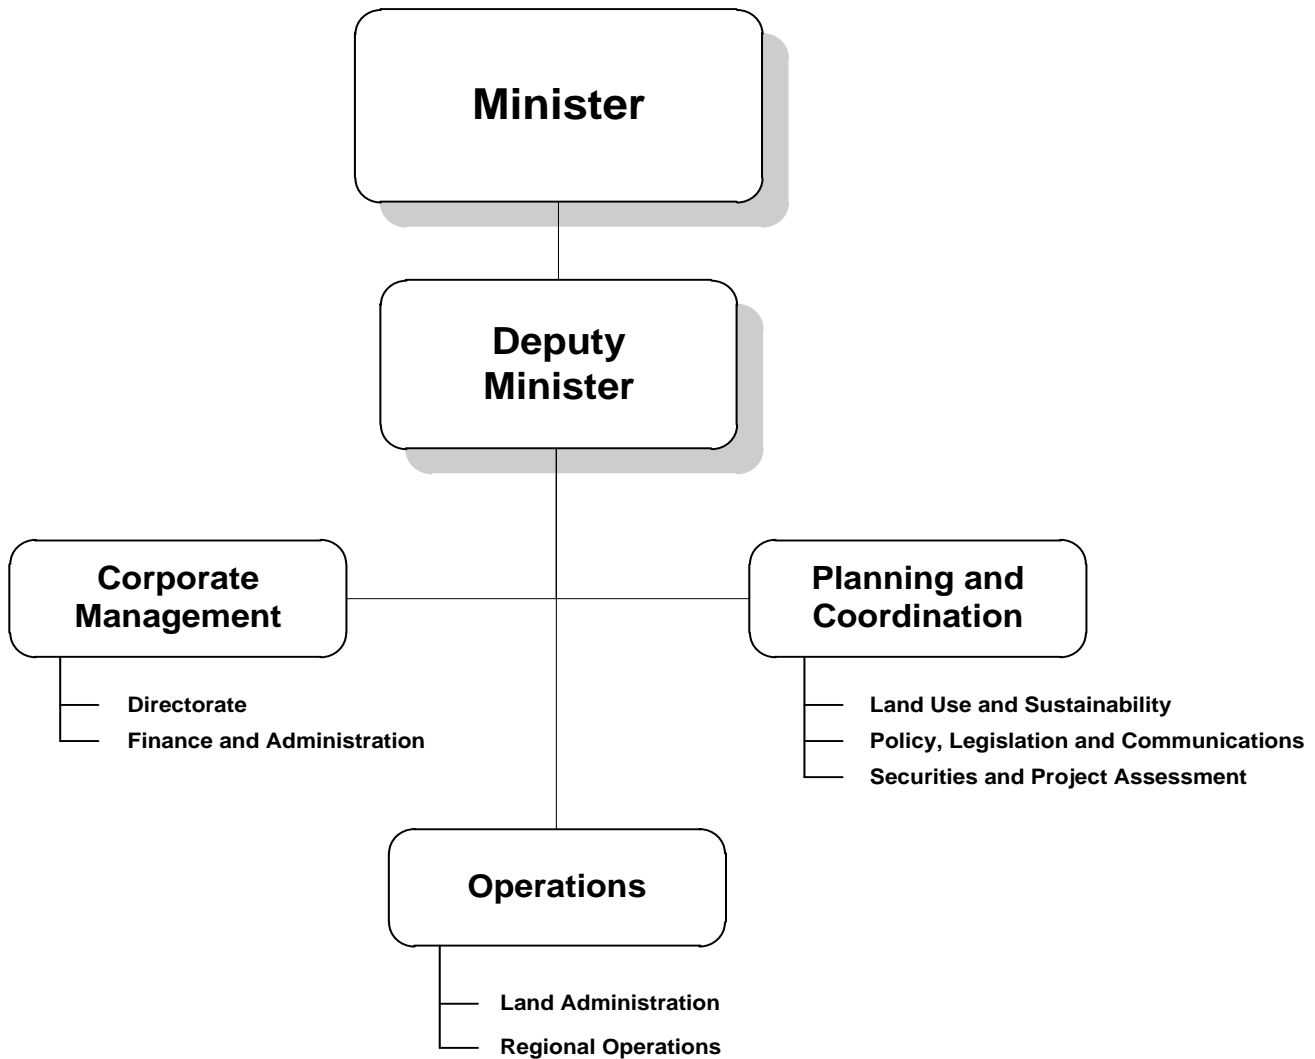 Minister
Deputy
Minister
Corporate
Management
Directorate
Finance and Administration
Planning and
Coordination
Land Use and Sustainability
Policy, Legislation and Communications
Securities and Project Assessment
Operations
Land Administration
Regional Operations